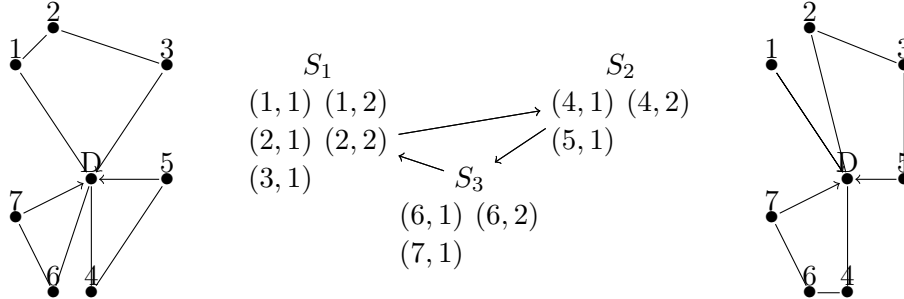 2
1
3
D
7
5
6
4
S₁
(1, 1) (1, 2)
(2, 1) (2, 2)
(3, 1)
S₂
(4, 1) (4, 2)
(5, 1)
S₃
(6, 1) (6, 2)
(7, 1)
2
1
3
D
7
5
6
4